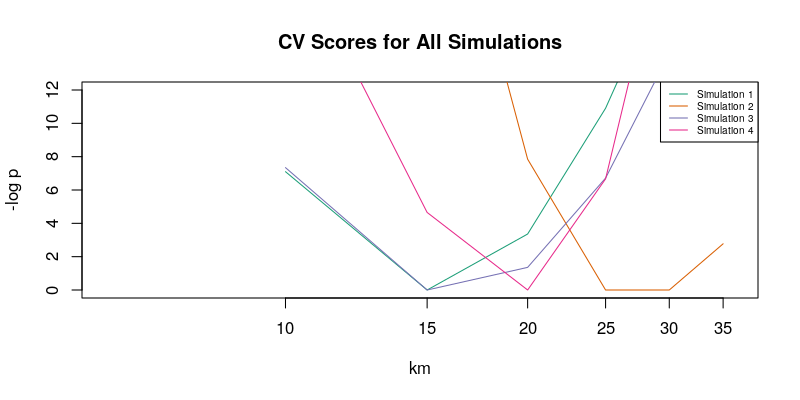 CV Scores for All Simulations
12
10
8
6
4
2
0
-log p
Simulation 1
Simulation 2
Simulation 3
Simulation 4
10 15 20 25 30 35
km